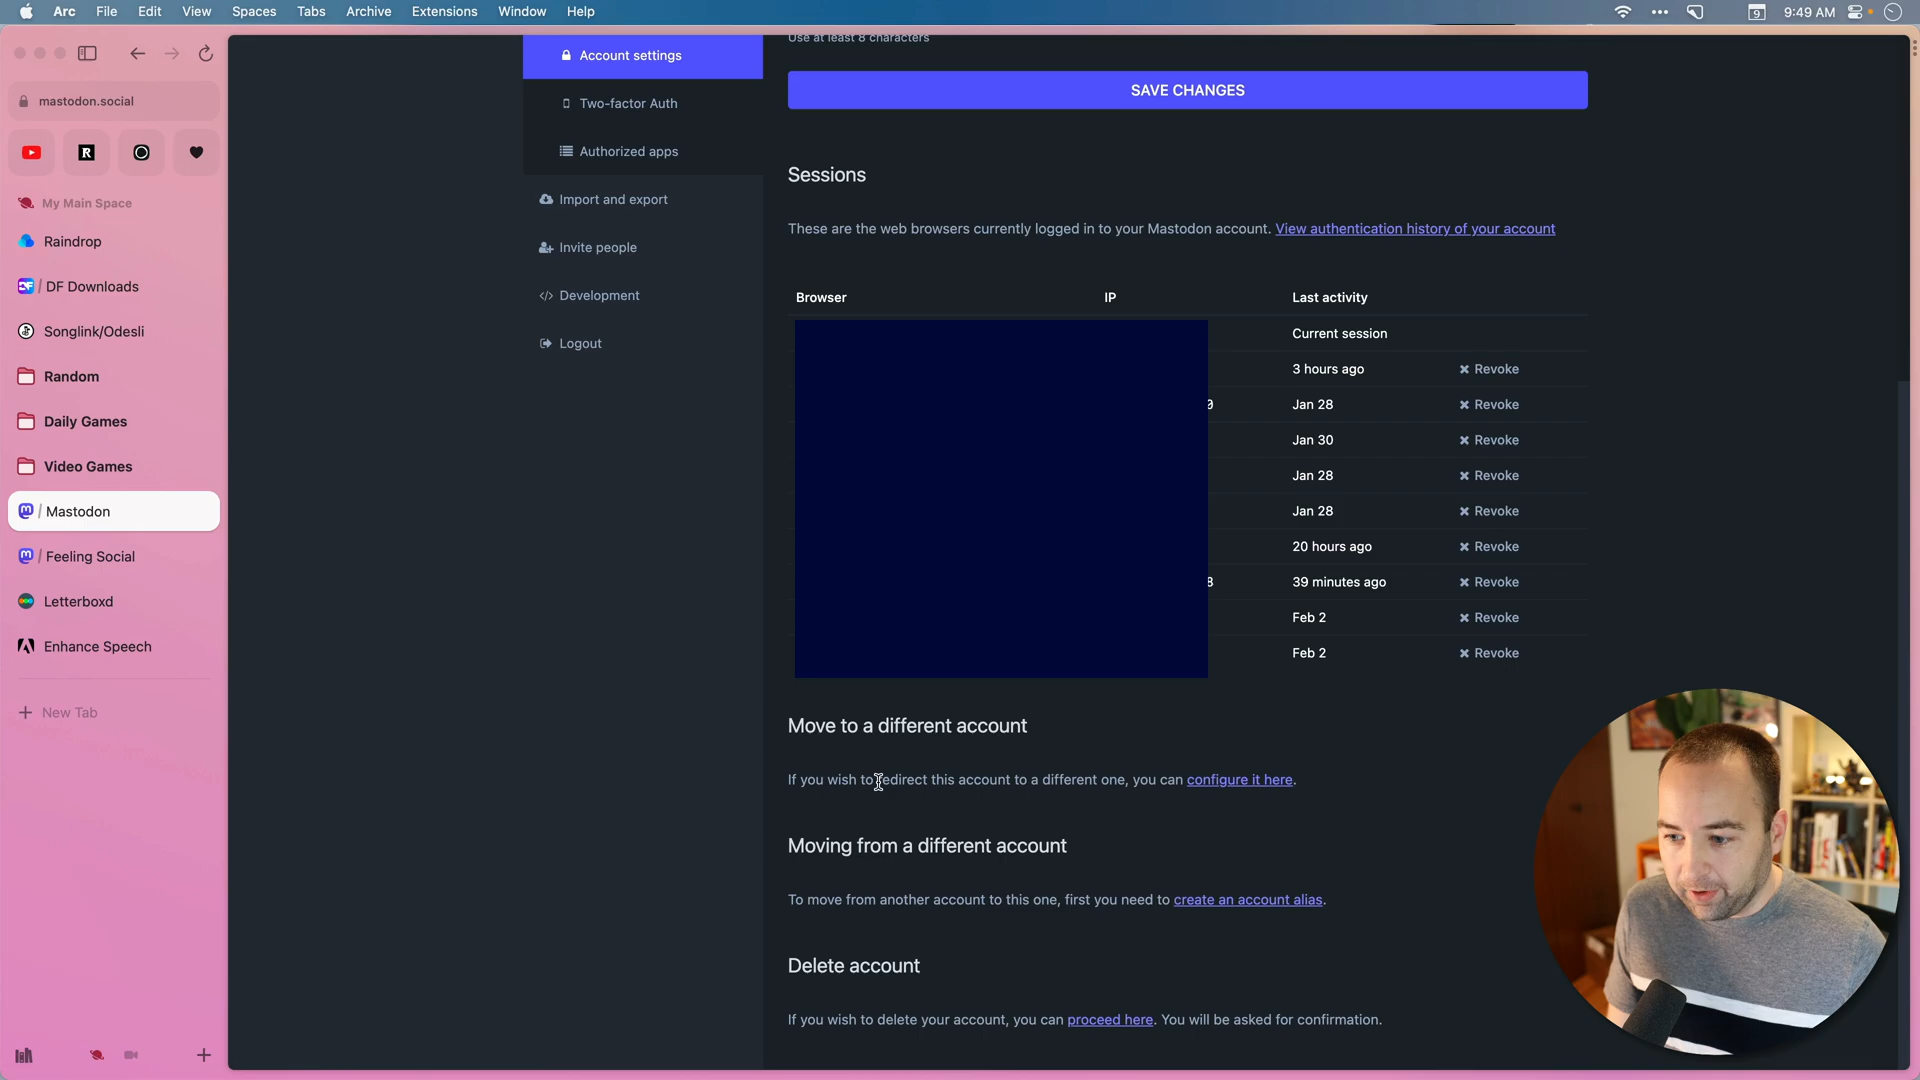 Arc File Edit View Spaces Tabs Archive Extensions Window Help
9 9:49 AM
mastodon.social
My Main Space
Raindrop
/ DF Downloads
Songlink/Odesli
Random
Daily Games
Video Games
/ Mastodon
/ Feeling Social
Letterboxd
Enhance Speech
+ New Tab
Account settings
Two-factor Auth
Authorized apps
Import and export
Invite people
Development
Logout
Use at least 8 characters
SAVE CHANGES
Sessions
These are the web browsers currently logged in to your Mastodon account. View authentication history of your account
Browser IP Last activity
Current session
3 hours ago Revoke
Jan 28 Revoke
Jan 30 Revoke
Jan 28 Revoke
Jan 28 Revoke
20 hours ago Revoke
8 39 minutes ago Revoke
Feb 2 Revoke
Feb 2 Revoke
Move to a different account
If you wish to redirect this account to a different one, you can configure it here.
Moving from a different account
To move from another account to this one, first you need to create an account alias.
Delete account
If you wish to delete your account, you can proceed here. You will be asked for confirmation.